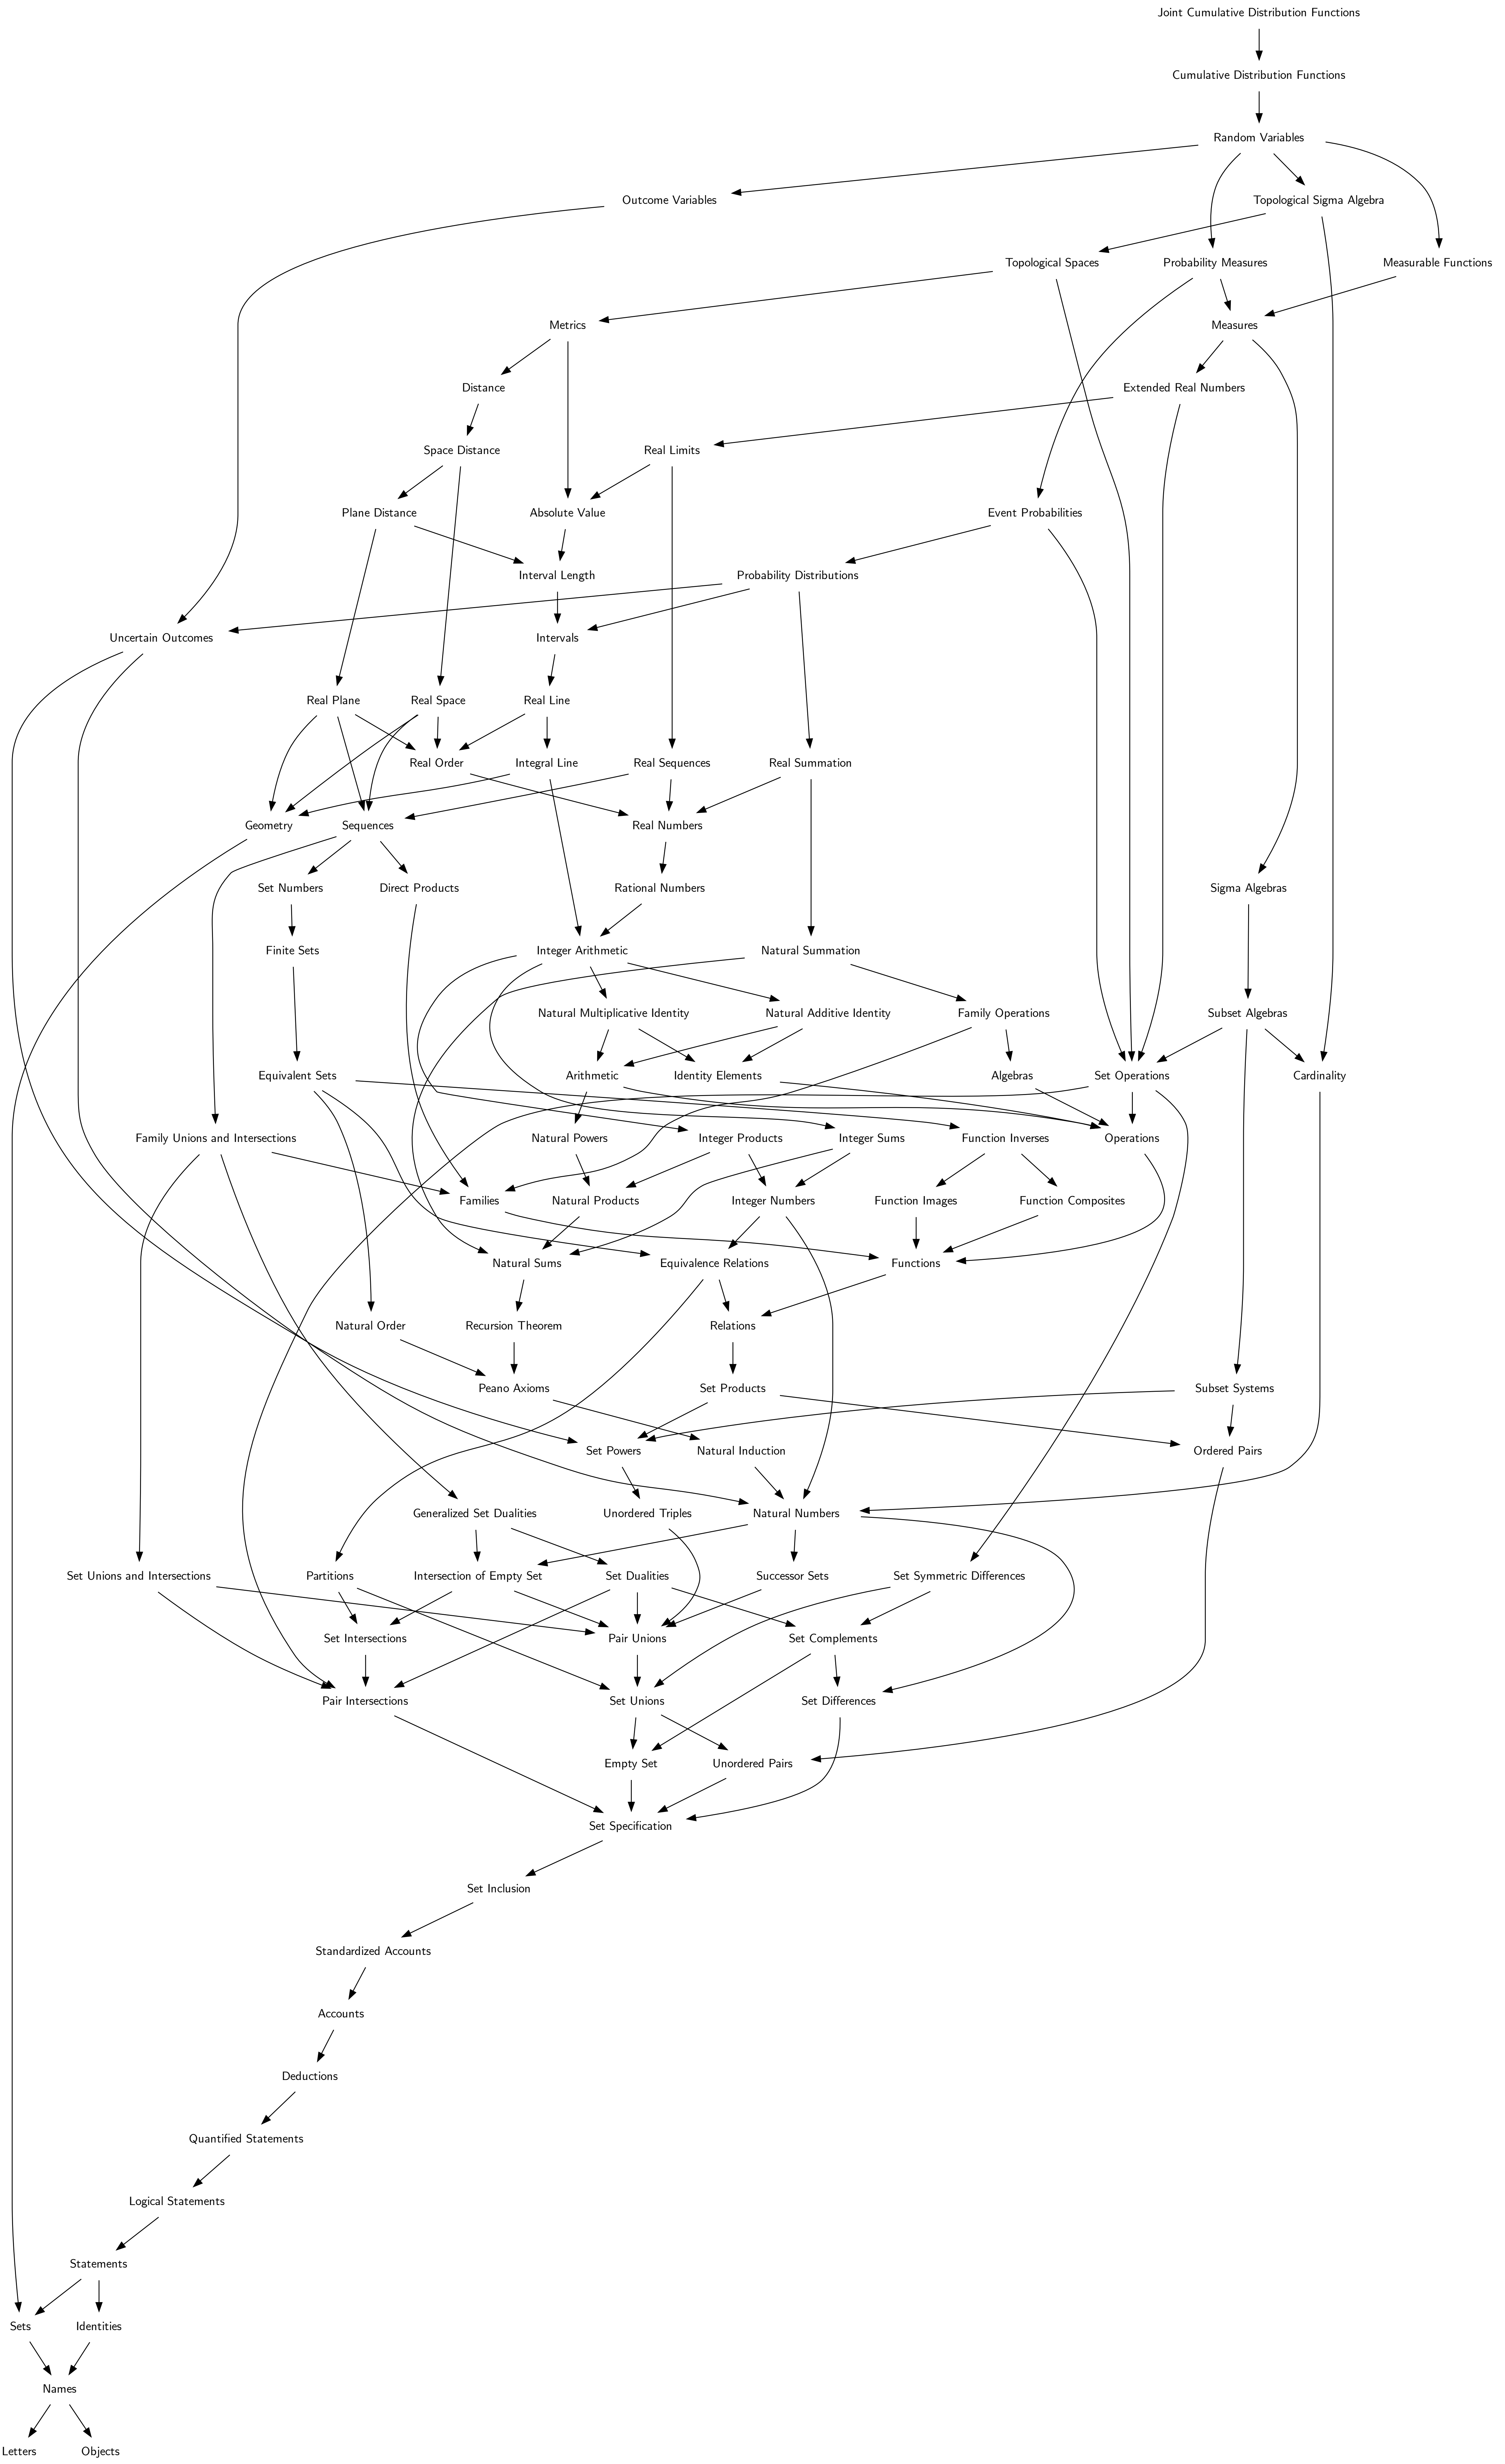 Joint Cumulative Distribution Functions
Cumulative Distribution Functions
Random Variables
Outcome Variables
Topological Sigma Algebra
Topological Spaces
Probability Measures
Measurable Functions
Metrics
Measures
Distance
Extended Real Numbers
Space Distance
Real Limits
Plane Distance
Absolute Value
Event Probabilities
Interval Length
Probability Distributions
Uncertain Outcomes
Intervals
Real Plane
Real Space
Real Line
Real Order
Integral Line
Real Sequences
Real Summation
Geometry
Sequences
Real Numbers
Set Numbers
Direct Products
Rational Numbers
Sigma Algebras
Finite Sets
Integer Arithmetic
Natural Summation
Natural Multiplicative Identity
Natural Additive Identity
Family Operations
Subset Algebras
Equivalent Sets
Arithmetic
Identity Elements
Algebras
Set Operations
Cardinality
Family Unions and Intersections
Natural Powers
Integer Products
Integer Sums
Function Inverses
Operations
Families
Natural Products
Integer Numbers
Function Images
Function Composites
Natural Sums
Equivalence Relations
Functions
Natural Order
Recursion Theorem
Relations
Peano Axioms
Set Products
Subset Systems
Set Powers
Natural Induction
Ordered Pairs
Generalized Set Dualities
Unordered Triples
Natural Numbers
Set Unions and Intersections
Partitions
Intersection of Empty Set
Set Dualities
Successor Sets
Set Symmetric Differences
Set Intersections
Pair Unions
Set Complements
Pair Intersections
Set Unions
Set Differences
Empty Set
Unordered Pairs
Set Specification
Set Inclusion
Standardized Accounts
Accounts
Deductions
Quantified Statements
Logical Statements
Statements
Sets
Identities
Names
Letters
Objects